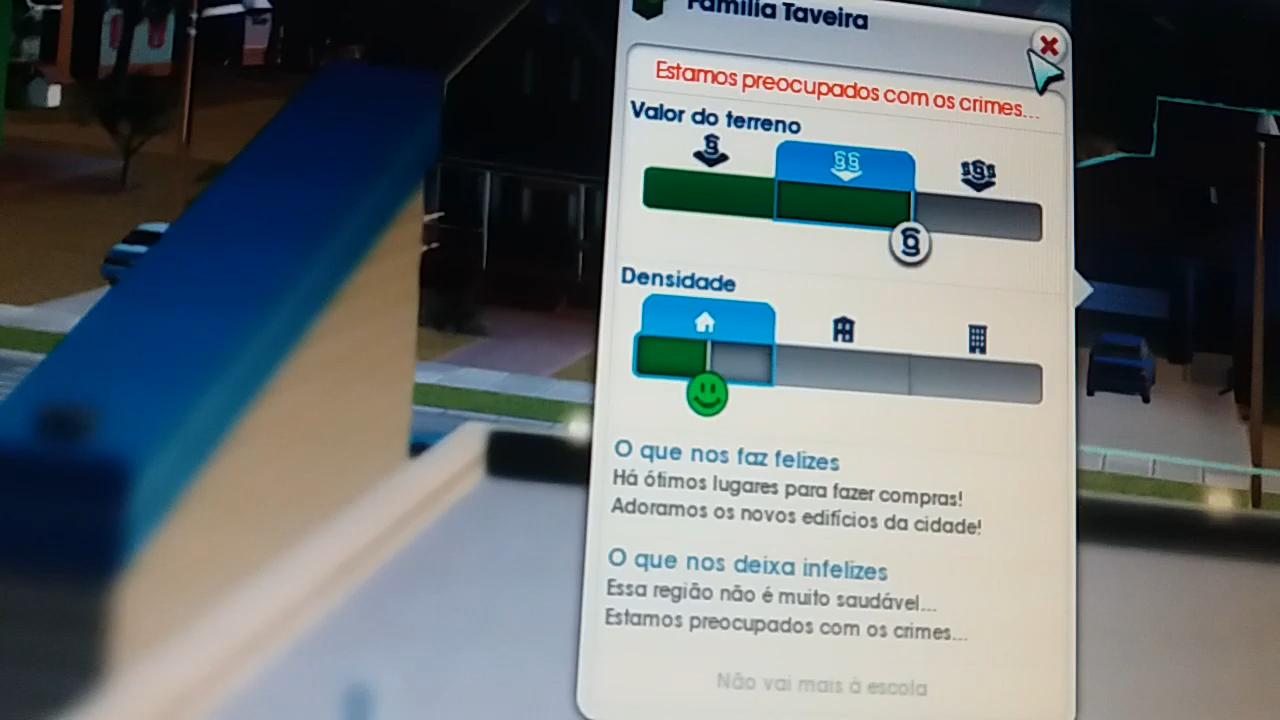 Família Taveira
Estamos preocupados com os crimes...
Valor do terreno
§ §§ §§§
§
Densidade
O que nos faz felizes
Há ótimos lugares para fazer compras!
Adoramos os novos edifícios da cidade!
O que nos deixa infelizes
Essa região não é muito saudável...
Estamos preocupados com os crimes...
Não vai mais à escola